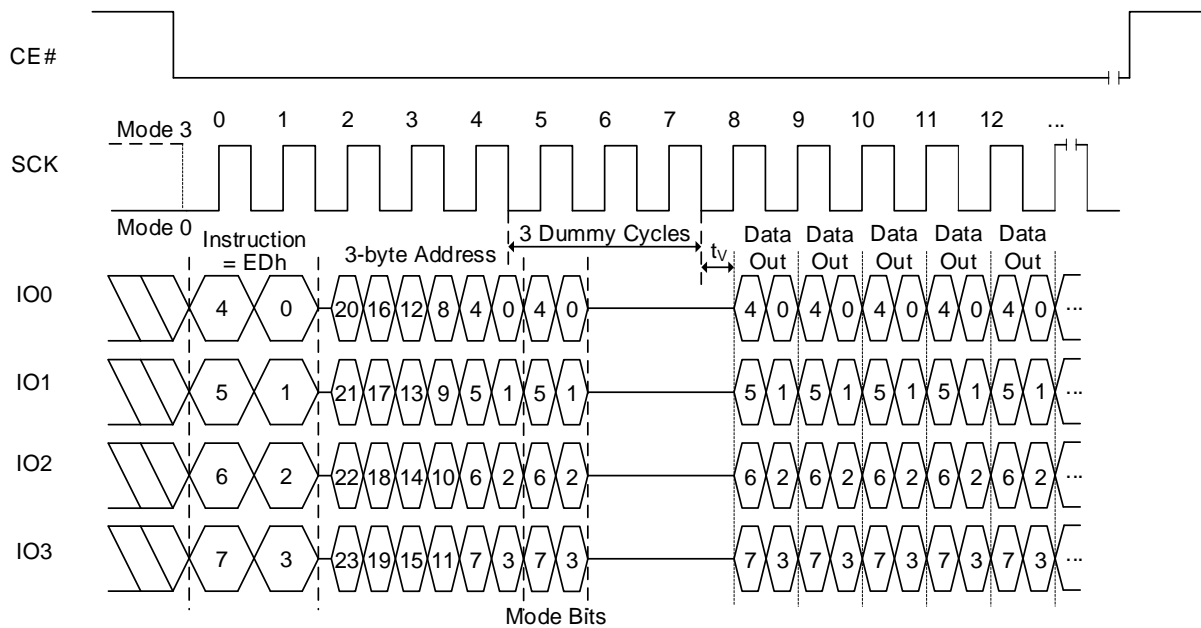 CE#
0 1 2 3 4 5 6 7 8 9 10 11 12 ...
Mode 3
SCK
Mode 0
3 Dummy Cycles
Instruction
= EDh
3-byte Address
tV
Data
Out
Data
Out
Data
Out
Data
Out
Data
Out
IO0
4 0 20 16 12 8 4 0 4 0 4 0 4 0 4 0 4 0 4 0 ...
IO1
5 1 21 17 13 9 5 1 5 1 5 1 5 1 5 1 5 1 5 1 ...
IO2
6 2 22 18 14 10 6 2 6 2 6 2 6 2 6 2 6 2 6 2 ...
IO3
7 3 23 19 15 11 7 3 7 3 7 3 7 3 7 3 7 3 7 3 ...
Mode Bits